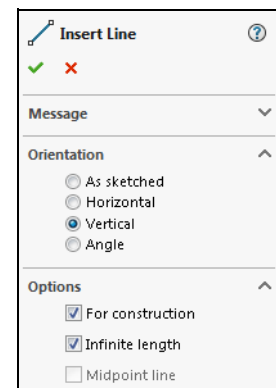 Insert Line
Message
Orientation
As sketched
Horizontal
Vertical
Angle
Options
For construction
Infinite length
Midpoint line